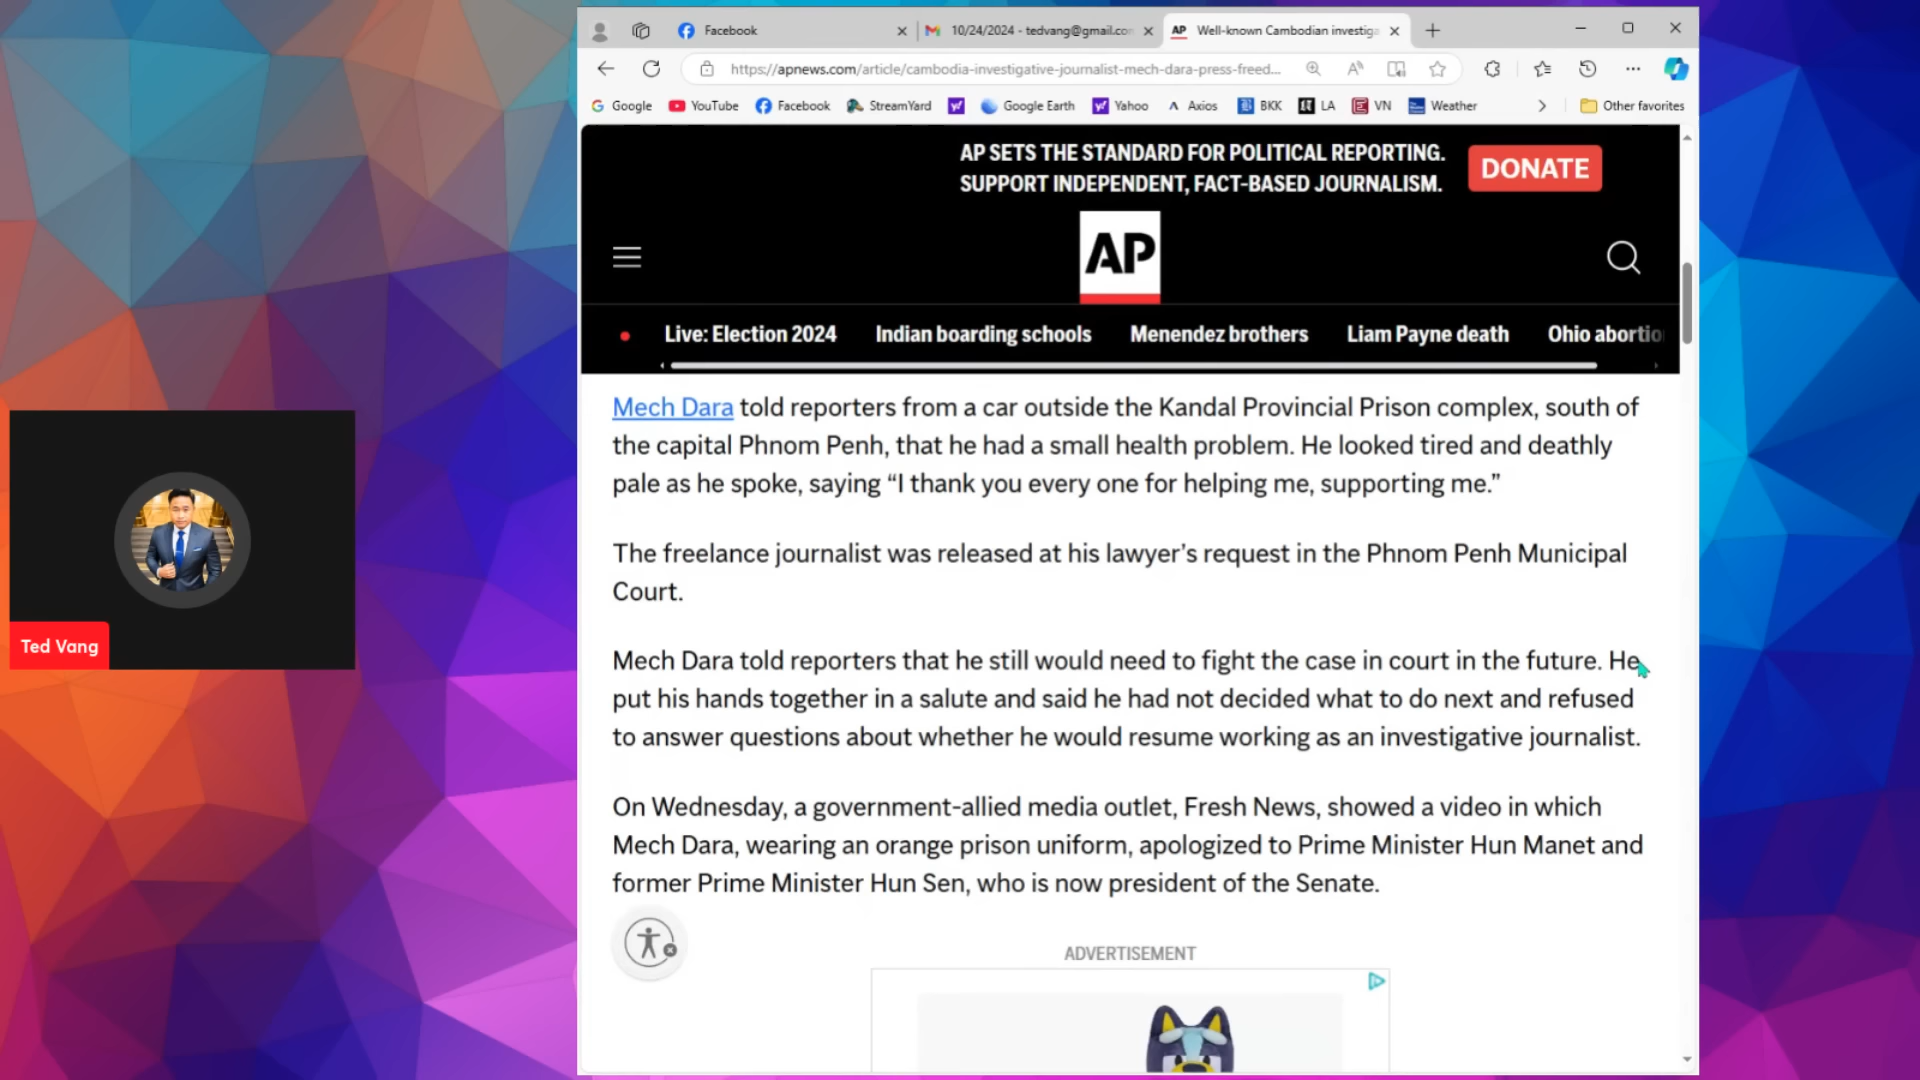 Facebook
10/24/2024 - tedvang@gmail.co
Well-known Cambodian investiga
https://apnews.com/article/cambodia-investigative-journalist-mech-dara-press-freed...
Google YouTube Facebook StreamYard Google Earth Yahoo Axios BKK LA VN Weather Other favorites
AP SETS THE STANDARD FOR POLITICAL REPORTING.
SUPPORT INDEPENDENT, FACT-BASED JOURNALISM.
DONATE
AP
Live: Election 2024 Indian boarding schools Menendez brothers Liam Payne death Ohio abortio
Mech Dara told reporters from a car outside the Kandal Provincial Prison complex, south of
the capital Phnom Penh, that he had a small health problem. He looked tired and deathly
pale as he spoke, saying “I thank you every one for helping me, supporting me.”
The freelance journalist was released at his lawyer’s request in the Phnom Penh Municipal
Court.
Mech Dara told reporters that he still would need to fight the case in court in the future. He
put his hands together in a salute and said he had not decided what to do next and refused
to answer questions about whether he would resume working as an investigative journalist.
On Wednesday, a government-allied media outlet, Fresh News, showed a video in which
Mech Dara, wearing an orange prison uniform, apologized to Prime Minister Hun Manet and
former Prime Minister Hun Sen, who is now president of the Senate.
ADVERTISEMENT
Ted Vang